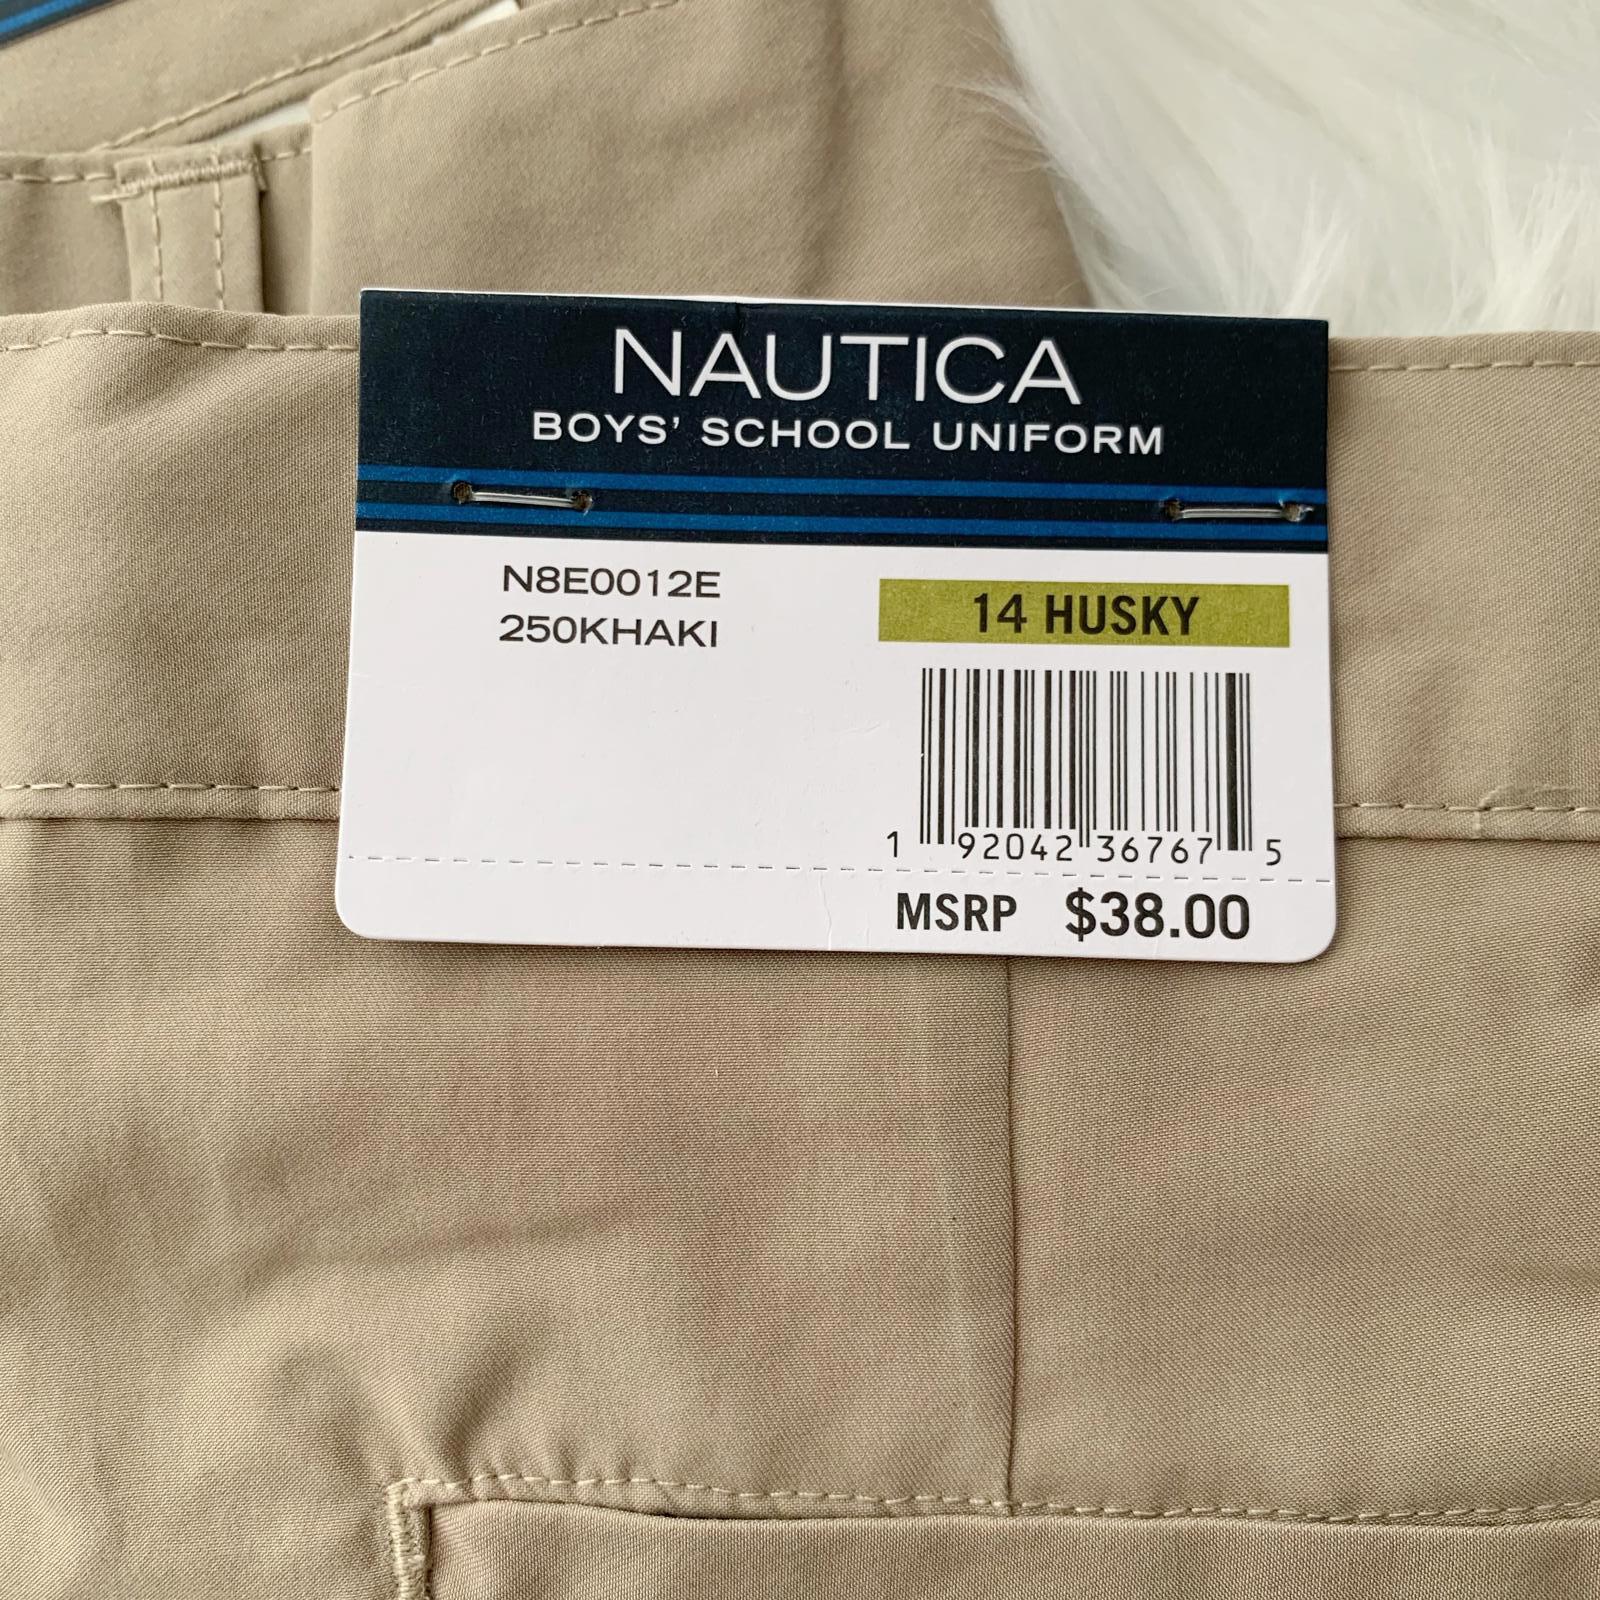 NAUTICA
BOYS' SCHOOL UNIFORM
N8E0012E
250KHAKI
14 HUSKY
1 92042 36767 5
MSRP $38.00